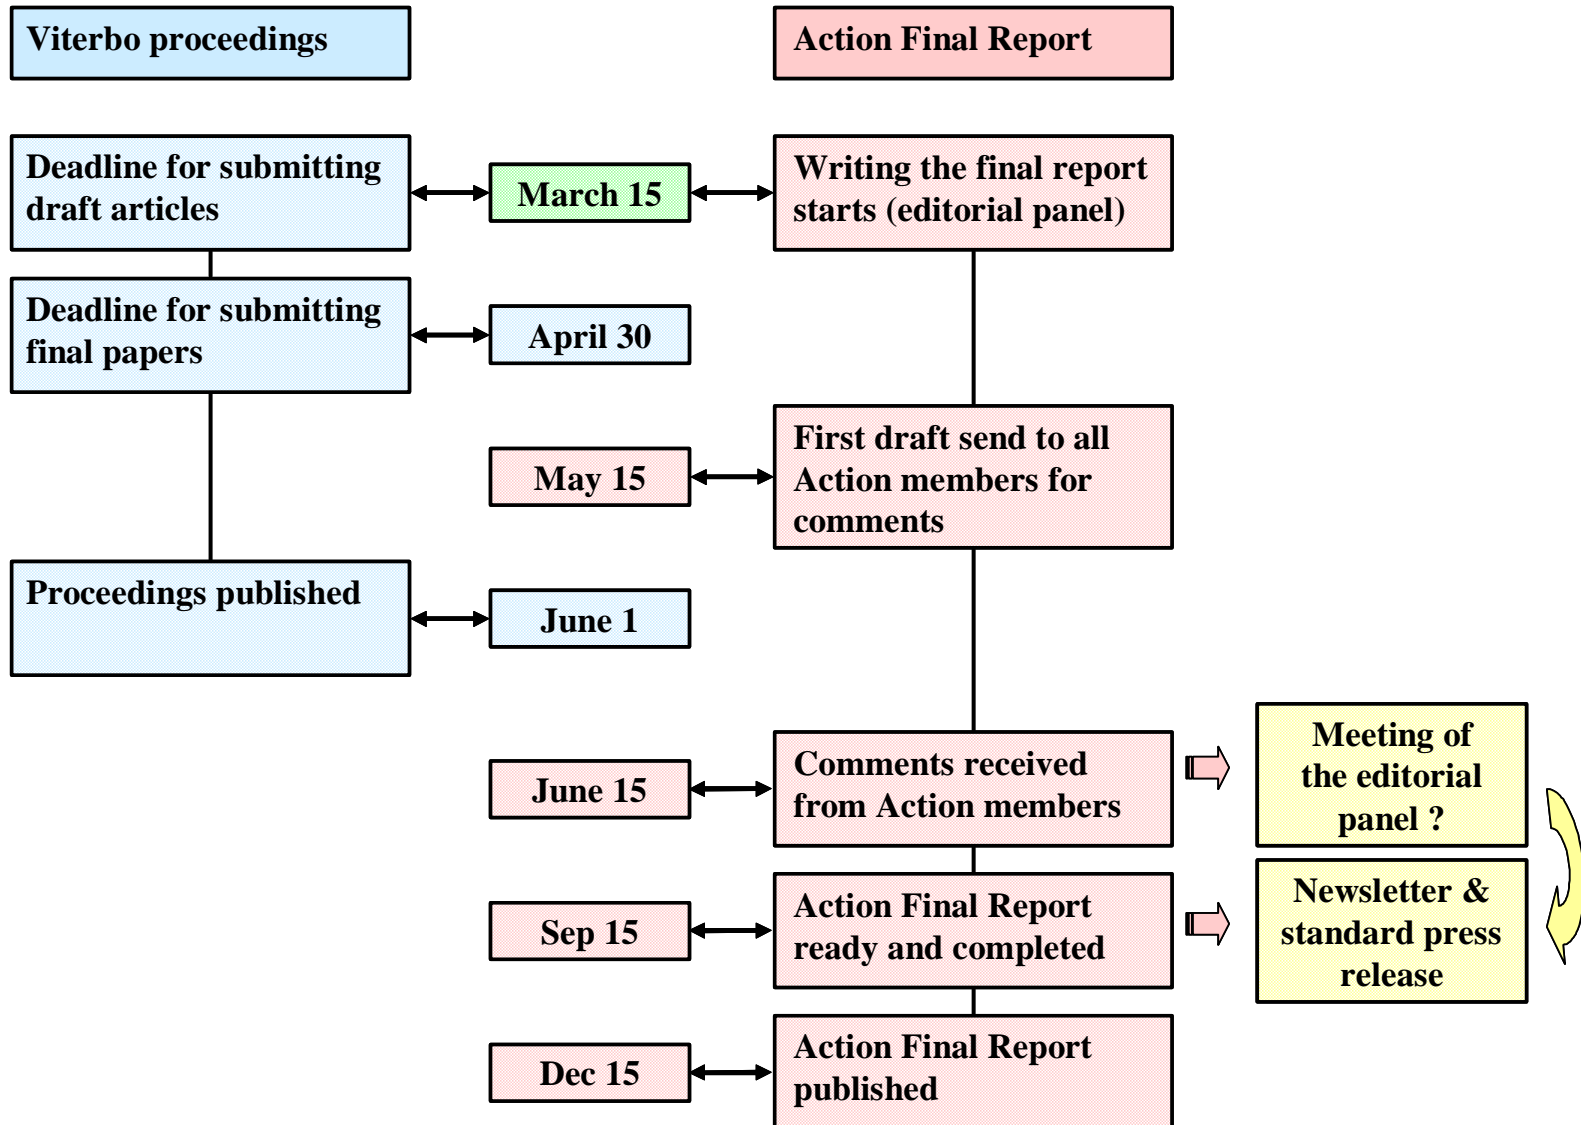 Viterbo proceedings
Action Final Report
Deadline for submitting
draft articles
March 15
Writing the final report
starts (editorial panel)
Deadline for submitting
final papers
April 30
First draft send to all
Action members for
comments
May 15
Proceedings published
June 1
June 15
Comments received
from Action members
Meeting of
the editorial
panel ?
Sep 15
Action Final Report
ready and completed
Newsletter &
standard press
release
Dec 15
Action Final Report
published